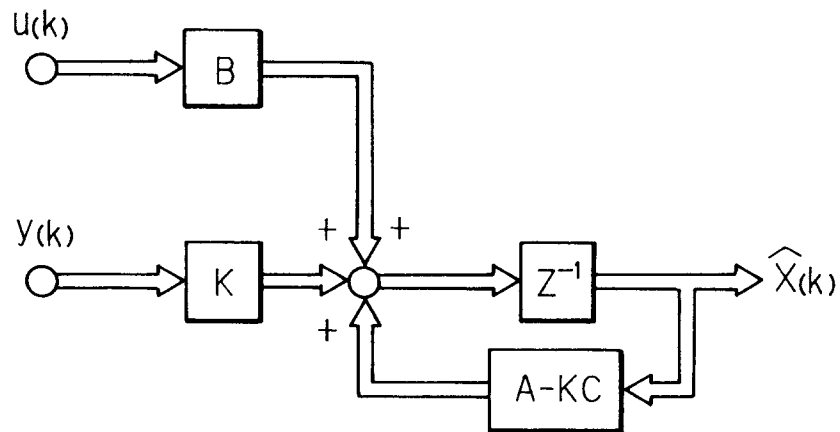 u(k)
B
y(k)
+ +
K
Z⁻¹
X̂(k)
+
A-KC